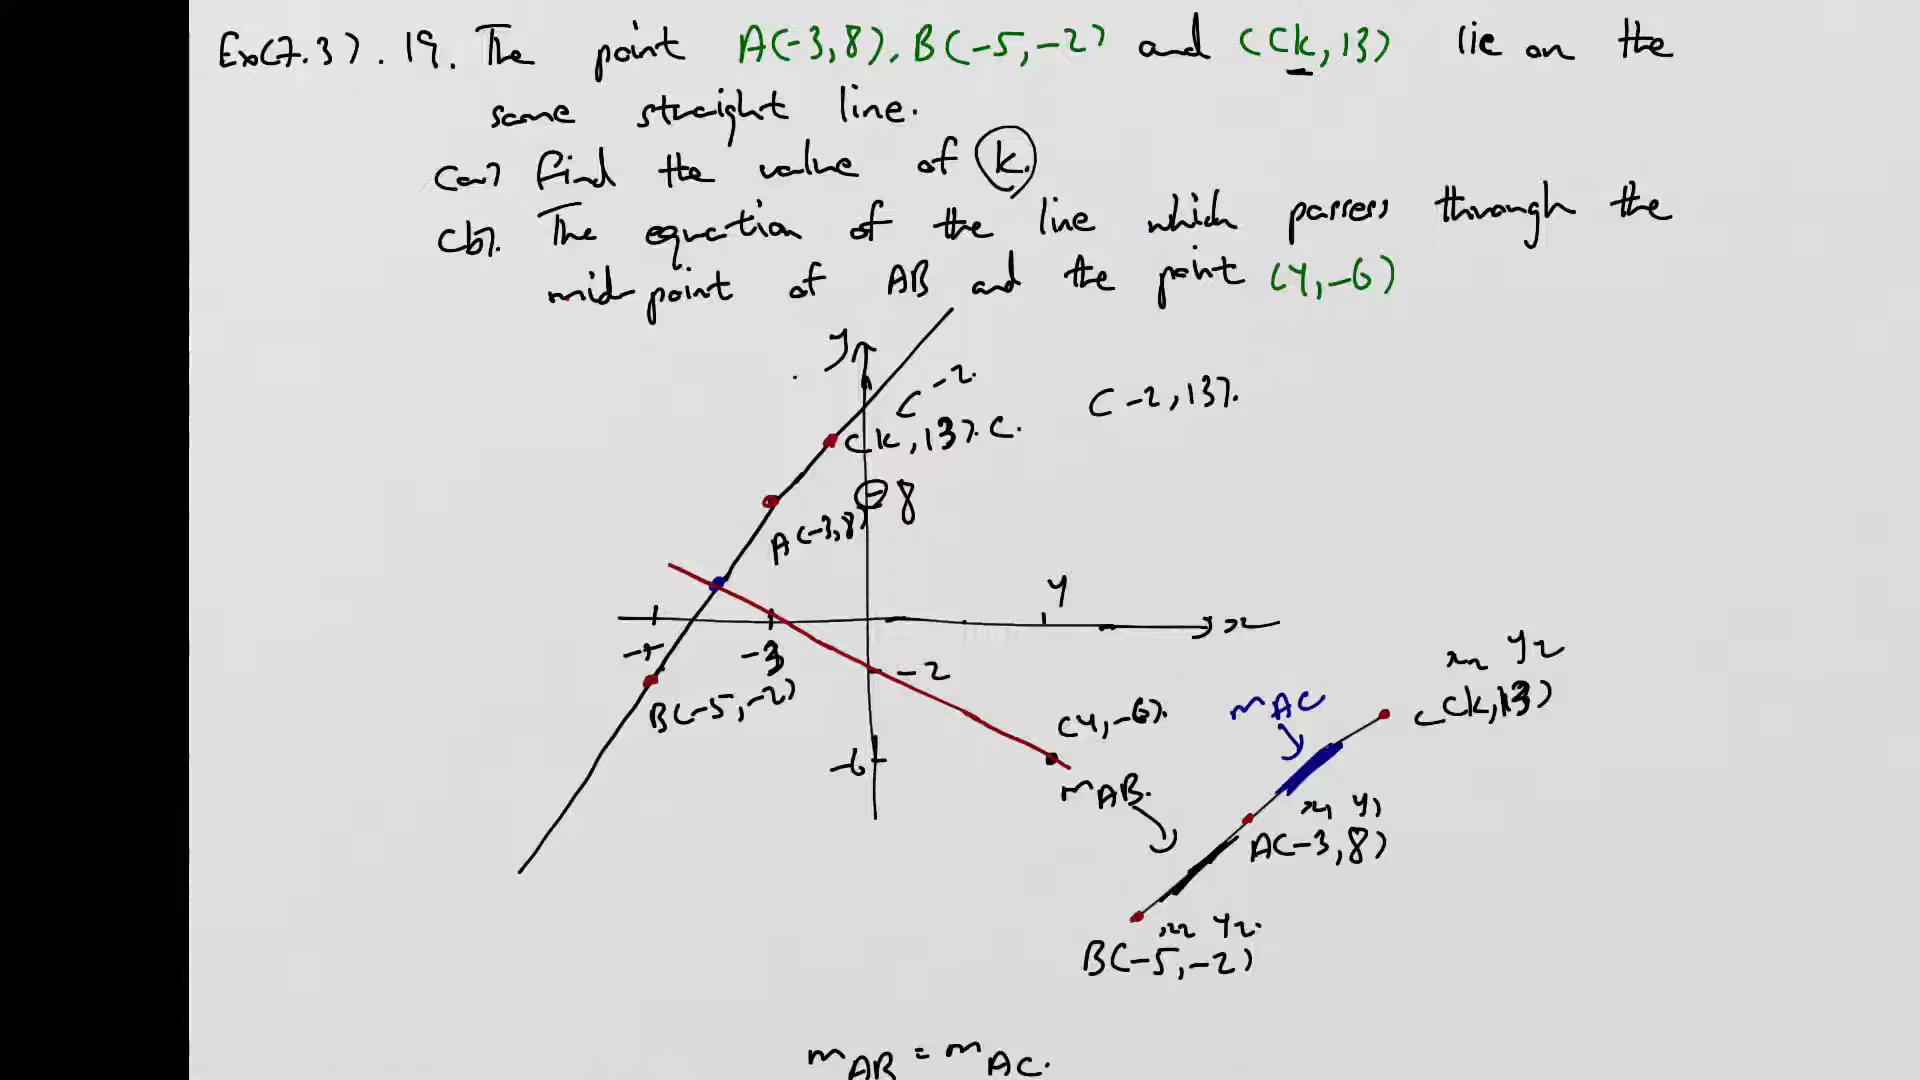 Ex(7.3). 19. The point A(-3,8), B(-5,-2) and C(k,13) lie on the
same straight line.
(a) Find the value of k.
(b). The equation of the line which passes through the
mid-point of AB and the point (4,-6)
y
-2.
(-2,13).
(k,13).C.
8
A(-3,8)
4
x
-5
-3
-2
B(-5,-2)
(4,-6).
-6
x2 y2
C(k,13)
mAC
mAB.
x1 y1
A(-3,8)
x2 y2.
B(-5,-2)
mAB = mAC.